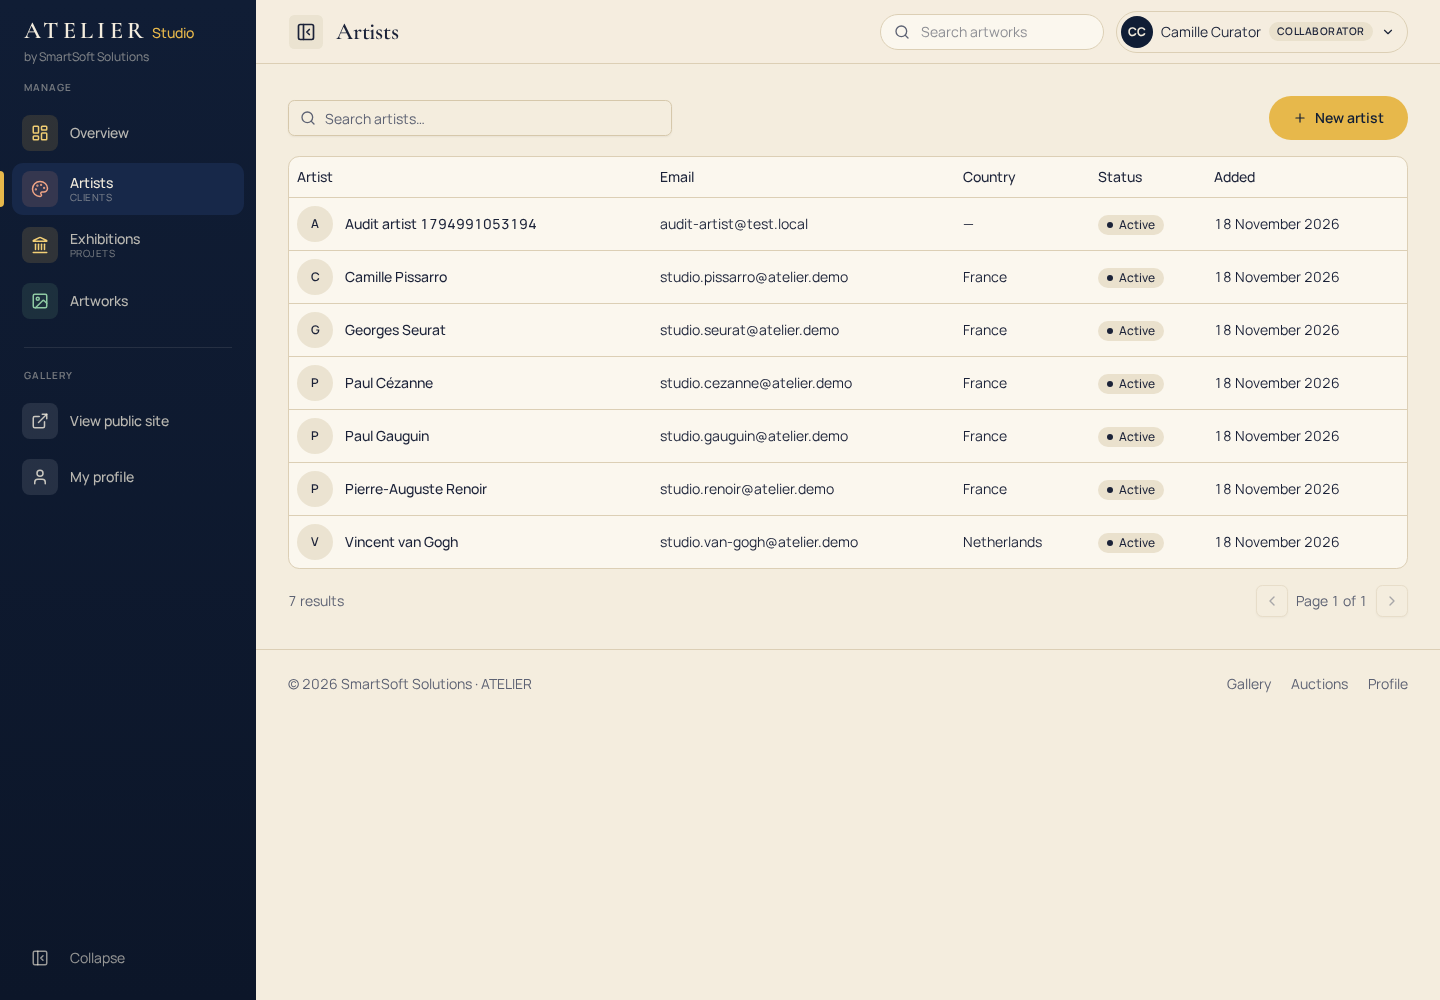 ATELIER Studio
by SmartSoft Solutions
MANAGE
Overview
Artists
CLIENTS
Exhibitions
PROJETS
Artworks
GALLERY
View public site
My profile
Collapse
Artists
Search artworks
CC Camille Curator COLLABORATOR
Search artists...
New artist
Artist Email Country Status Added
A Audit artist 1794991053194 audit-artist@test.local — Active 18 November 2026
C Camille Pissarro studio.pissarro@atelier.demo France Active 18 November 2026
G Georges Seurat studio.seurat@atelier.demo France Active 18 November 2026
P Paul Cézanne studio.cezanne@atelier.demo France Active 18 November 2026
P Paul Gauguin studio.gauguin@atelier.demo France Active 18 November 2026
P Pierre-Auguste Renoir studio.renoir@atelier.demo France Active 18 November 2026
V Vincent van Gogh studio.van-gogh@atelier.demo Netherlands Active 18 November 2026
7 results
Page 1 of 1
© 2026 SmartSoft Solutions · ATELIER
Gallery Auctions Profile